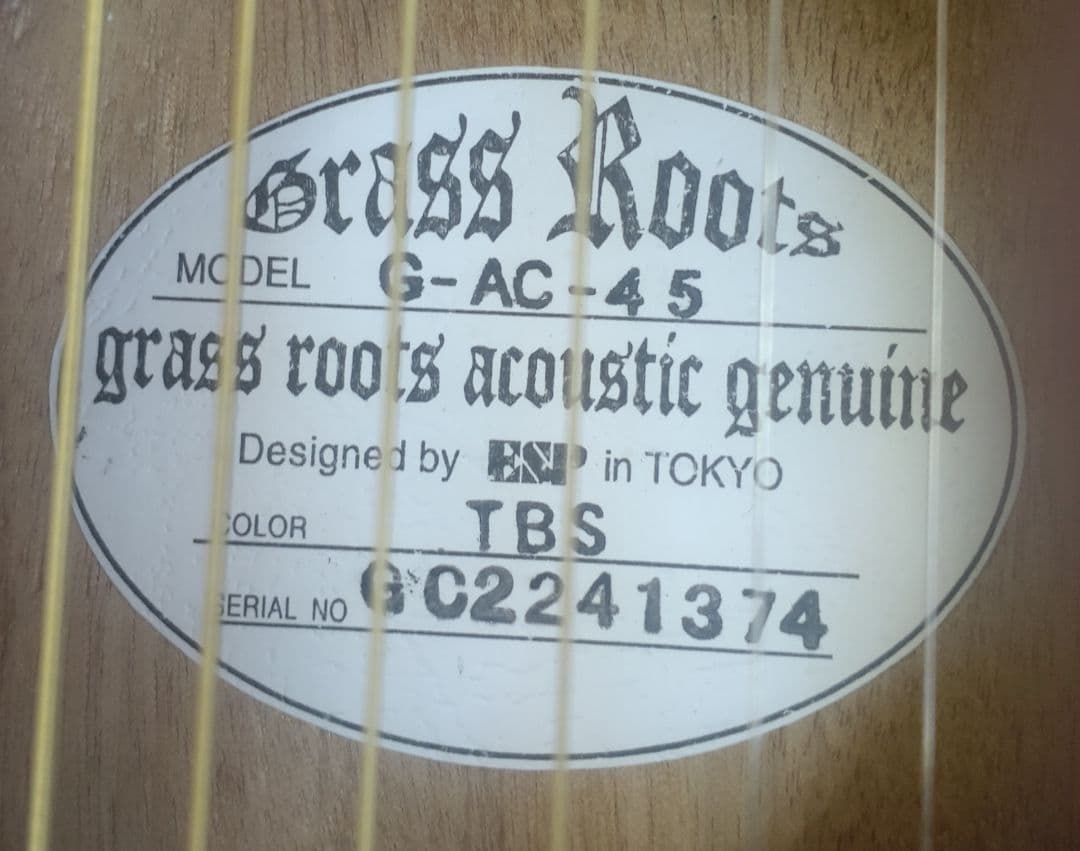 Grass Roots
MODEL G-AC-45
grass roots acoustic genuine
Designed by ESP in TOKYO
COLOR TBS
SERIAL NO GC2241374